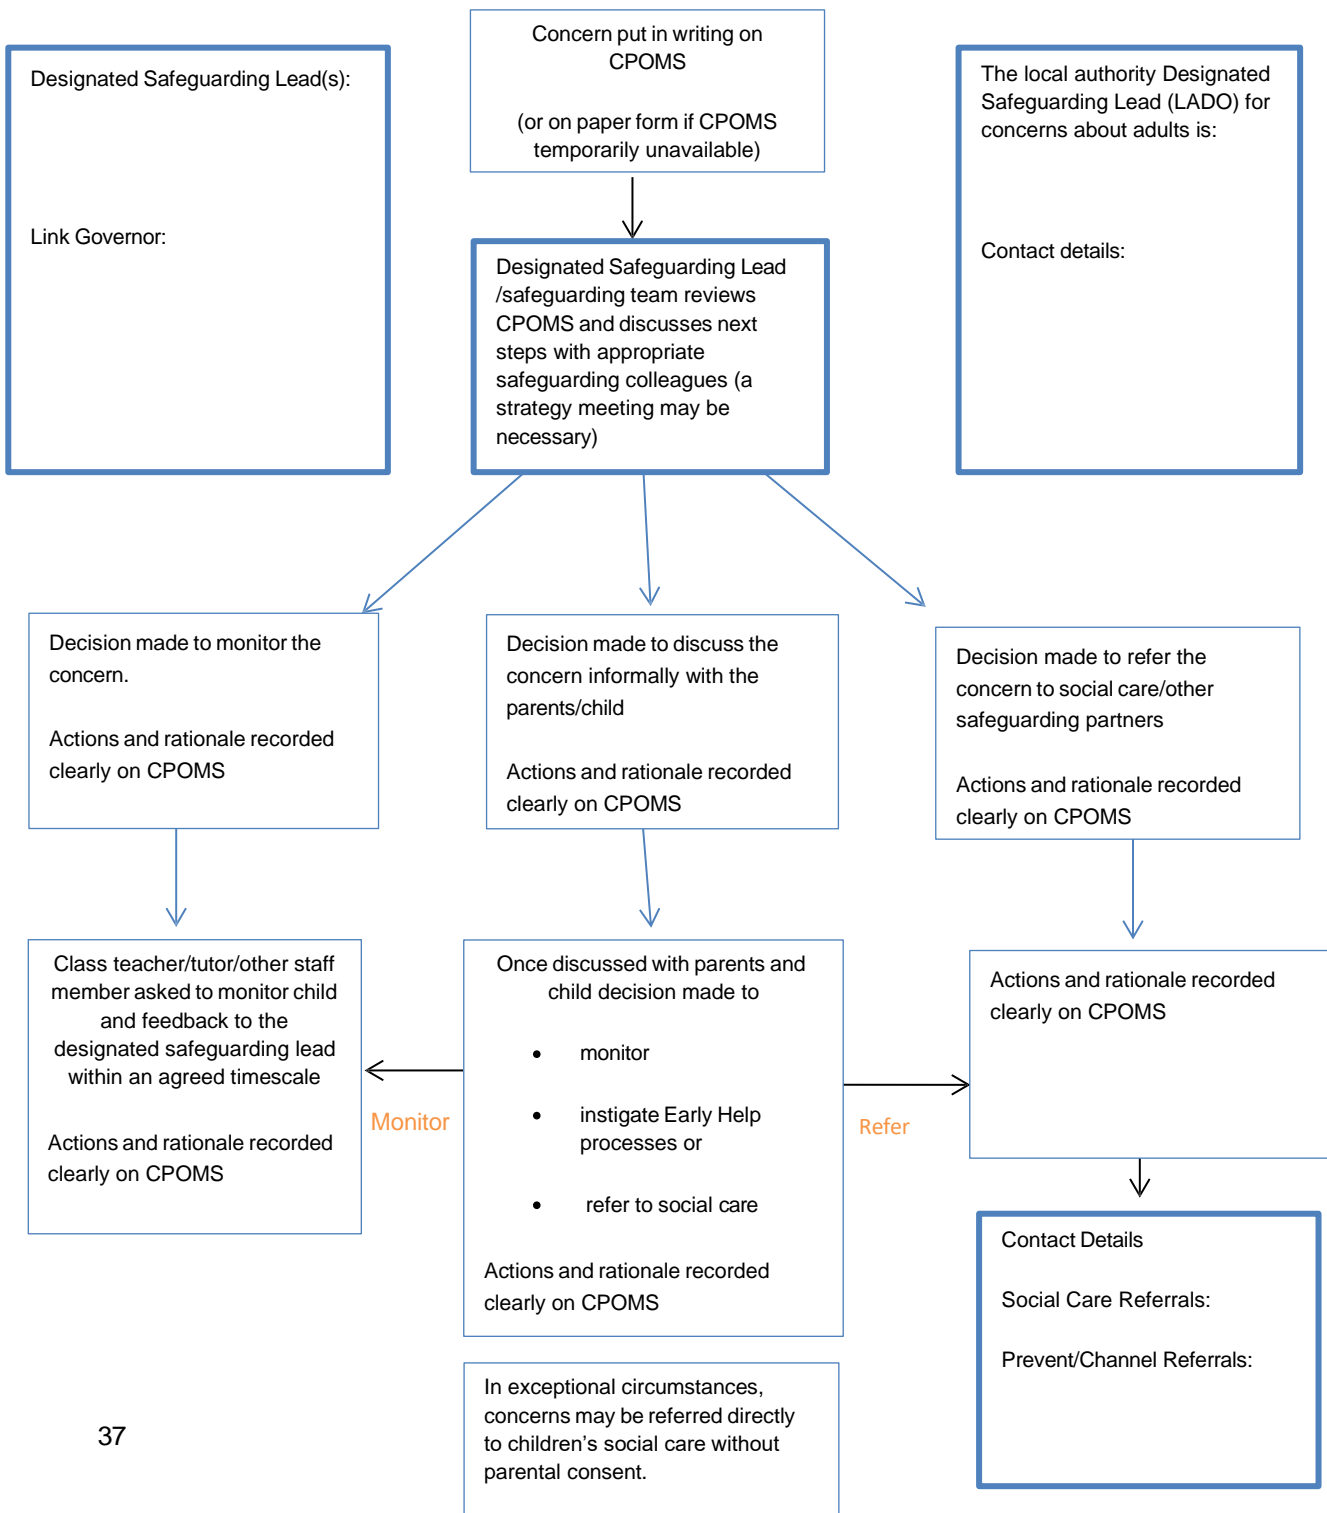 Concern put in writing on
CPOMS
(or on paper form if CPOMS
temporarily unavailable)
Designated Safeguarding Lead(s):
Link Governor:
The local authority Designated
Safeguarding Lead (LADO) for
concerns about adults is:
Contact details:
Designated Safeguarding Lead
/safeguarding team reviews
CPOMS and discusses next
steps with appropriate
safeguarding colleagues (a
strategy meeting may be
necessary)
Decision made to monitor the
concern.
Actions and rationale recorded
clearly on CPOMS
Decision made to discuss the
concern informally with the
parents/child
Actions and rationale recorded
clearly on CPOMS
Decision made to refer the
concern to social care/other
safeguarding partners
Actions and rationale recorded
clearly on CPOMS
Class teacher/tutor/other staff
member asked to monitor child
and feedback to the
designated safeguarding lead
within an agreed timescale
Actions and rationale recorded
clearly on CPOMS
Monitor
Once discussed with parents and
child decision made to
• monitor
• instigate Early Help
processes or
• refer to social care
Actions and rationale recorded
clearly on CPOMS
Refer
Actions and rationale recorded
clearly on CPOMS
Contact Details
Social Care Referrals:
Prevent/Channel Referrals:
In exceptional circumstances,
concerns may be referred directly
to children’s social care without
parental consent.
37